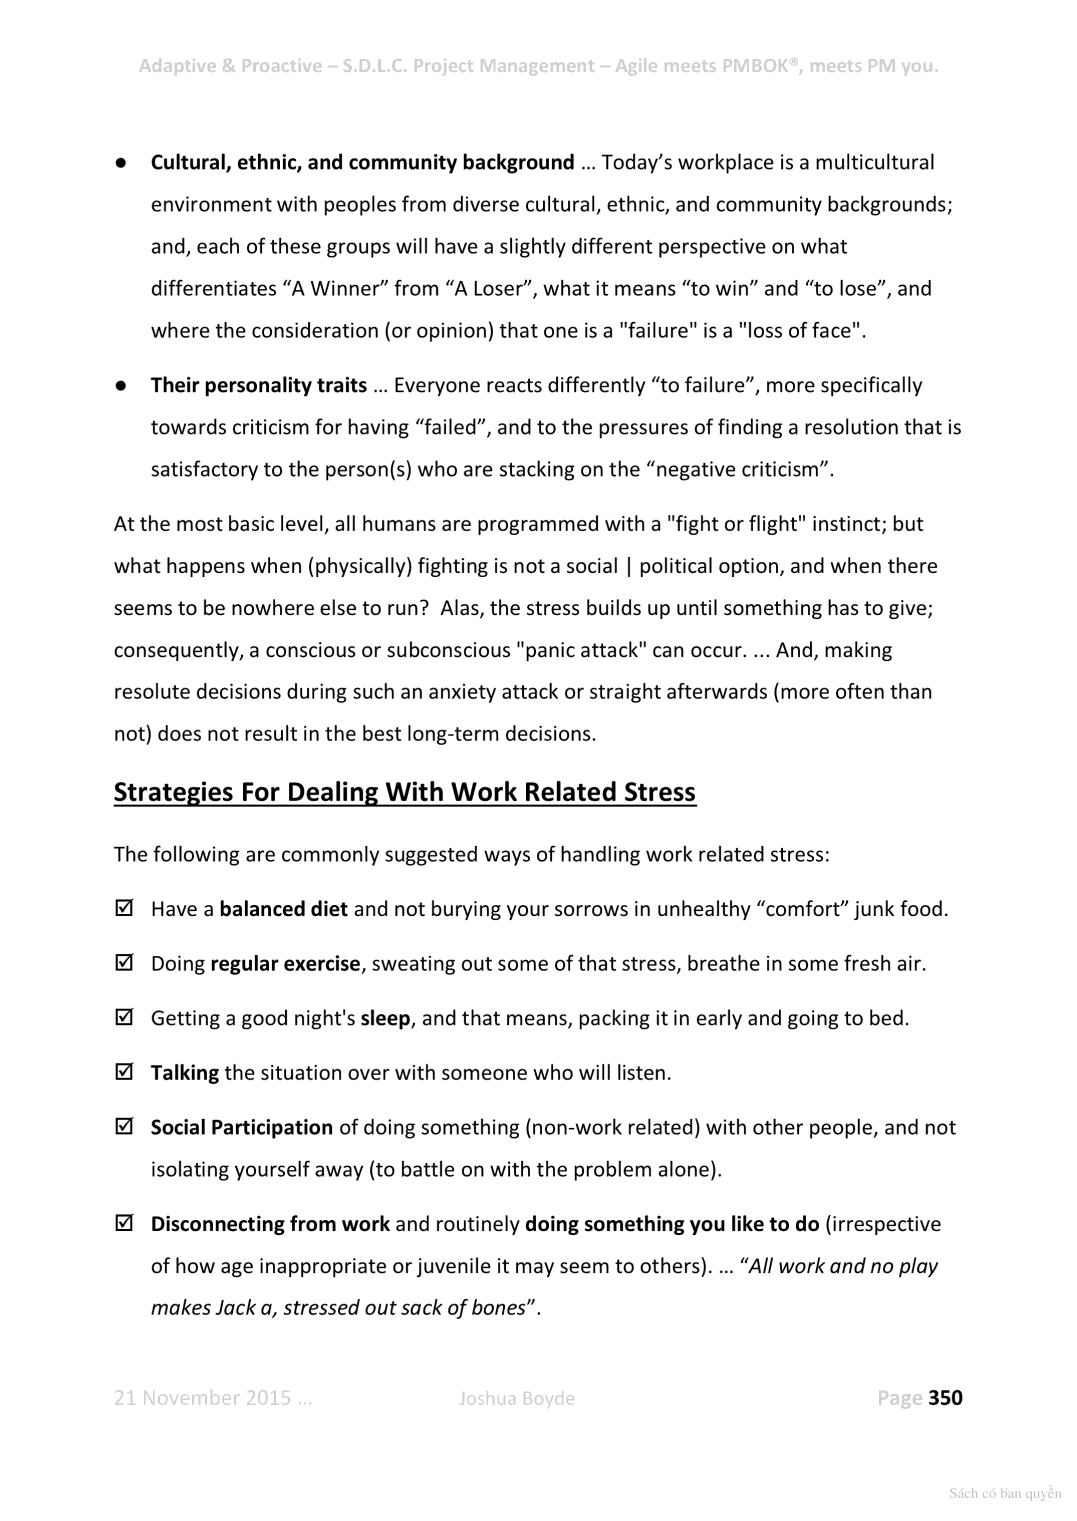 Adaptive & Proactive – S.D.L.C. Project Management – Agile meets PMBOK®, meets PM you.
● Cultural, ethnic, and community background … Today’s workplace is a multicultural
environment with peoples from diverse cultural, ethnic, and community backgrounds;
and, each of these groups will have a slightly different perspective on what
differentiates “A Winner” from “A Loser”, what it means “to win” and “to lose”, and
where the consideration (or opinion) that one is a "failure" is a "loss of face".
● Their personality traits … Everyone reacts differently “to failure”, more specifically
towards criticism for having “failed”, and to the pressures of finding a resolution that is
satisfactory to the person(s) who are stacking on the “negative criticism”.
At the most basic level, all humans are programmed with a "fight or flight" instinct; but
what happens when (physically) fighting is not a social | political option, and when there
seems to be nowhere else to run?  Alas, the stress builds up until something has to give;
consequently, a conscious or subconscious "panic attack" can occur. ... And, making
resolute decisions during such an anxiety attack or straight afterwards (more often than
not) does not result in the best long-term decisions.
Strategies For Dealing With Work Related Stress
The following are commonly suggested ways of handling work related stress:
☑ Have a balanced diet and not burying your sorrows in unhealthy “comfort” junk food.
☑ Doing regular exercise, sweating out some of that stress, breathe in some fresh air.
☑ Getting a good night's sleep, and that means, packing it in early and going to bed.
☑ Talking the situation over with someone who will listen.
☑ Social Participation of doing something (non-work related) with other people, and not
isolating yourself away (to battle on with the problem alone).
☑ Disconnecting from work and routinely doing something you like to do (irrespective
of how age inappropriate or juvenile it may seem to others). … “All work and no play
makes Jack a, stressed out sack of bones”.
21 November 2015 … Joshua Boyde Page 350
Sách có bản quyền